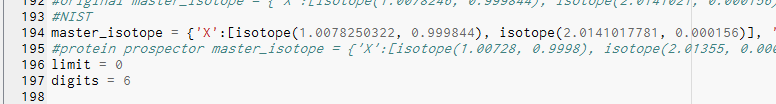 192 #original master_isotope = {'X':[isotope(1.0078246, 0.999844), isotope(2.0141021, 0.000156)
193 #NIST
194 master_isotope = {'X':[isotope(1.0078250322, 0.999844), isotope(2.0141017781, 0.000156)], '
195 #protein prospector master_isotope = {'X':[isotope(1.00728, 0.9998), isotope(2.01355, 0.00
196 limit = 0
197 digits = 6
198